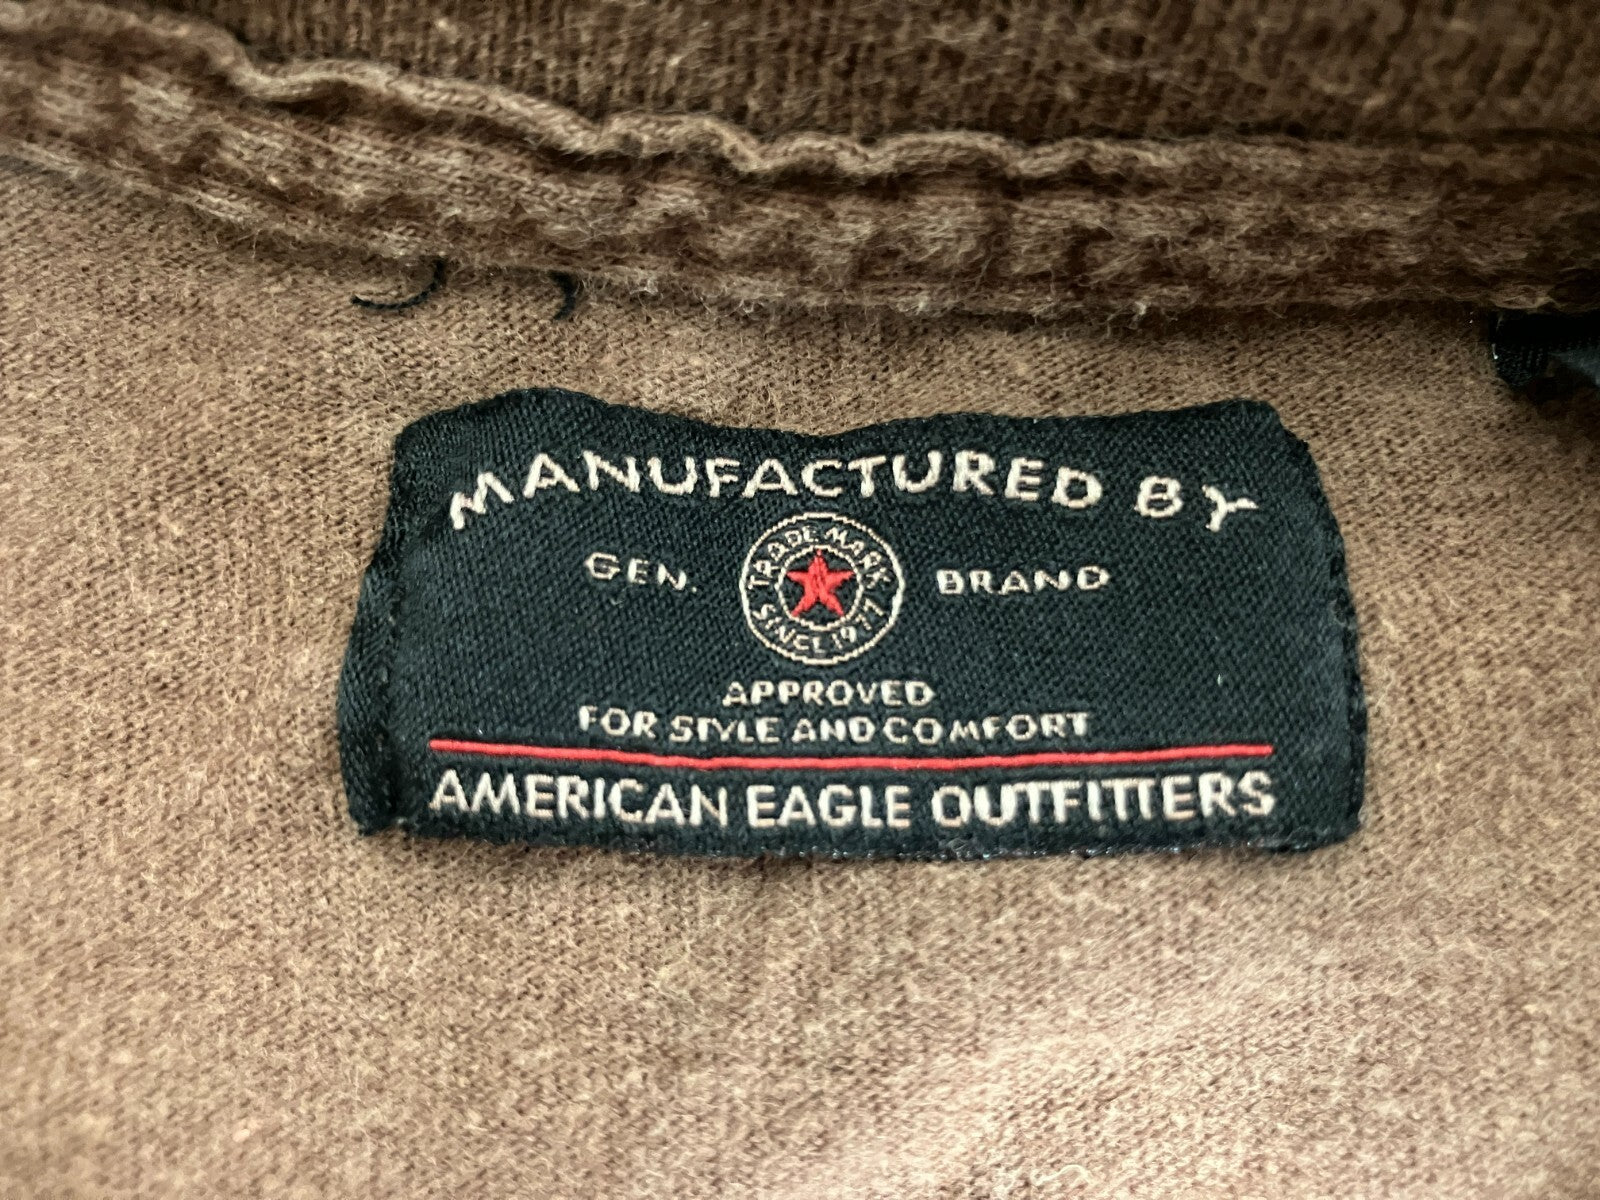 MANUFACTURED BY
GEN. BRAND
TRADE MARK
SINCE 1977
APPROVED
FOR STYLE AND COMFORT
AMERICAN EAGLE OUTFITTERS